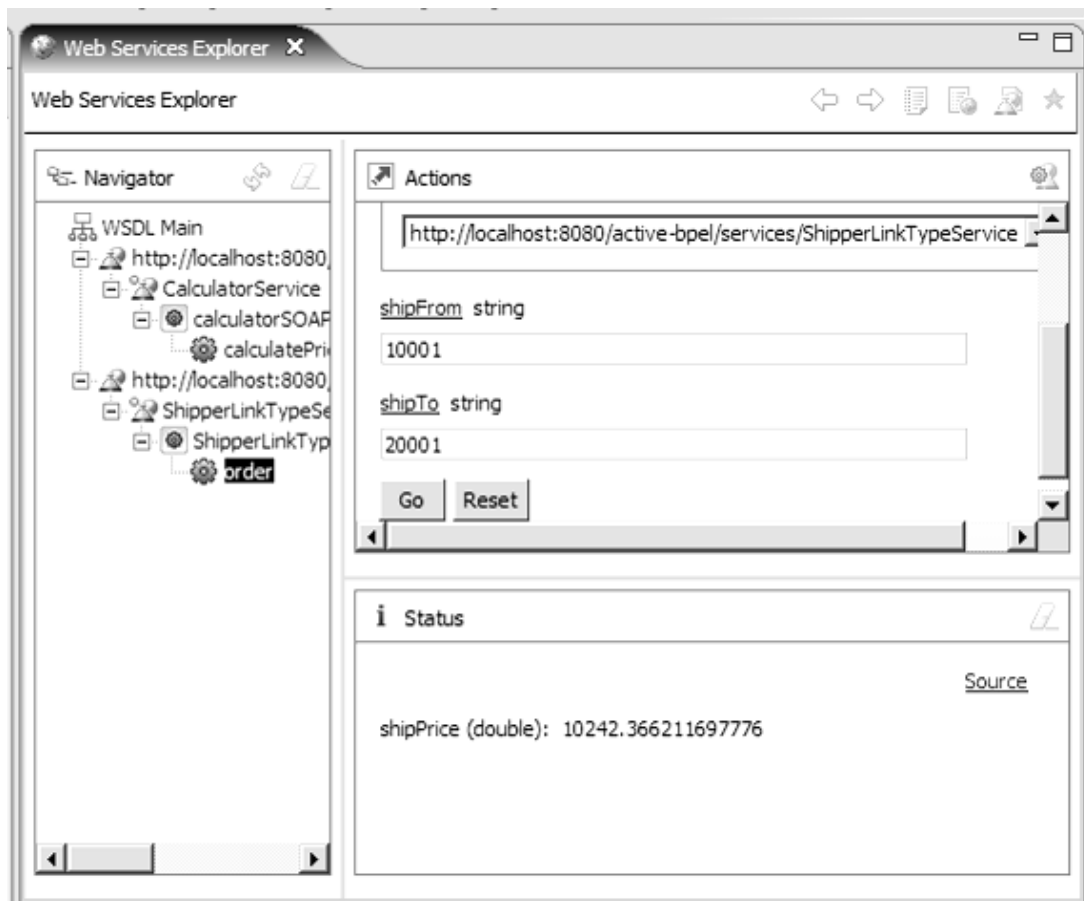 Web Services Explorer
Web Services Explorer
Navigator
WSDL Main
http://localhost:8080,
CalculatorService
calculatorSOAP
calculatePri
http://localhost:8080,
ShipperLinkTypeSe
ShipperLinkTyp
order
Actions
http://localhost:8080/active-bpel/services/ShipperLinkTypeService
shipFrom string
10001
shipTo string
20001
Go Reset
i Status
Source
shipPrice (double): 10242.366211697776